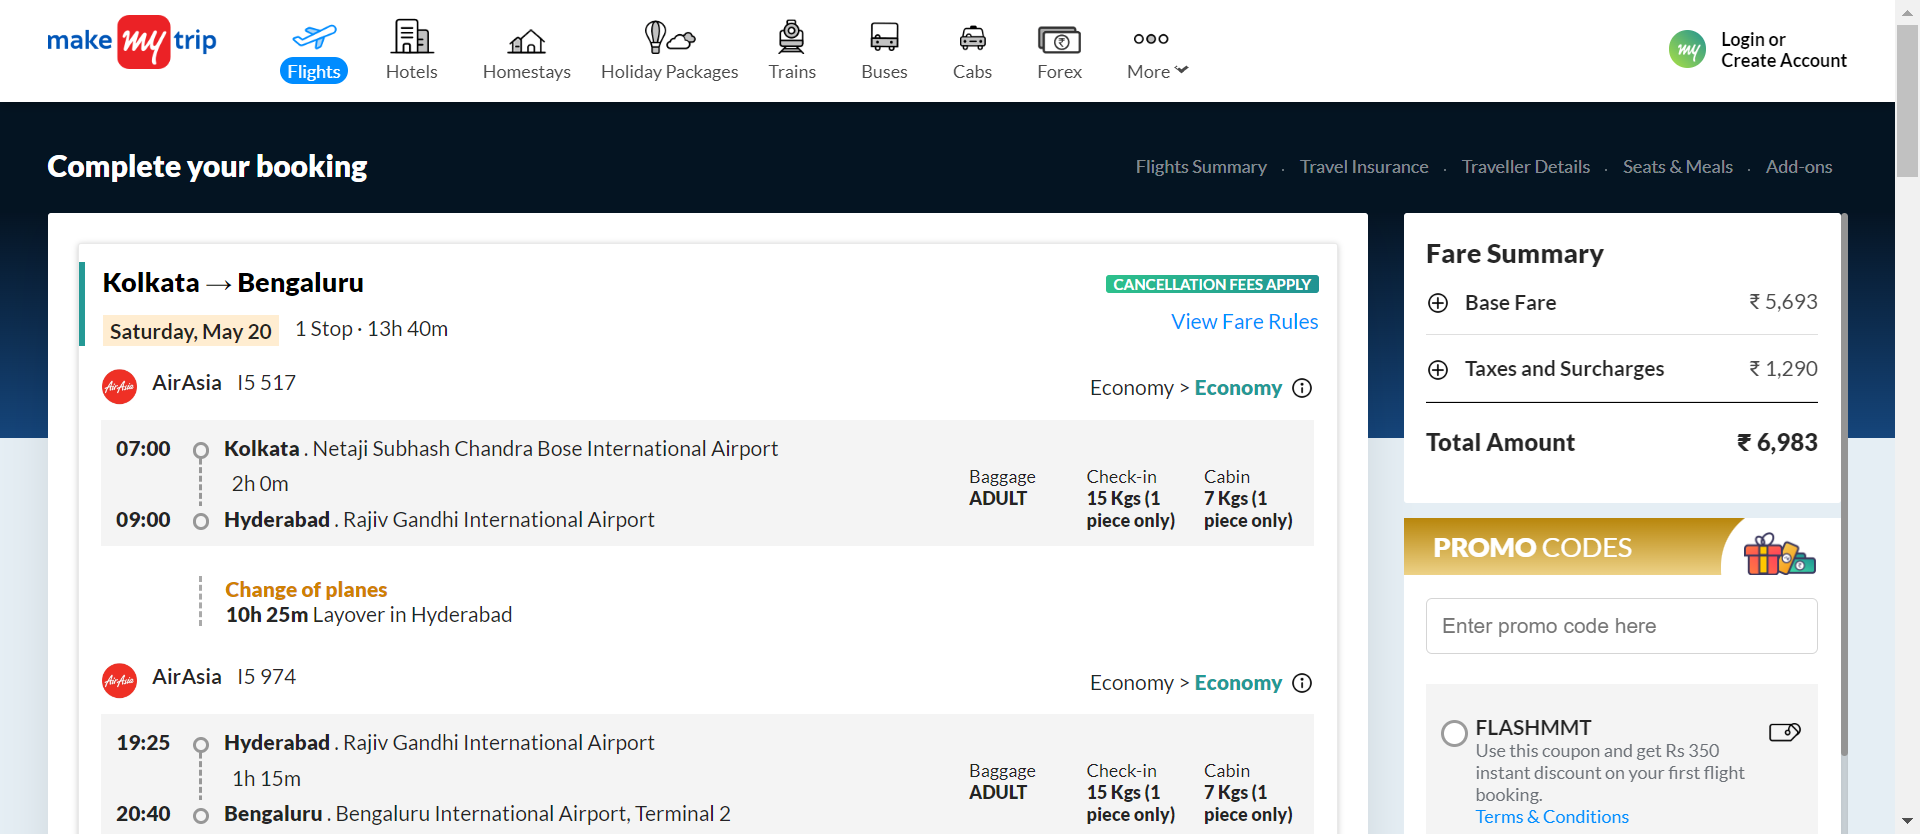 make my trip
Flights
Hotels
Homestays
Holiday Packages
Trains
Buses
Cabs
Forex
More
my
Login or
Create Account
Complete your booking
Flights Summary . Travel Insurance . Traveller Details . Seats & Meals . Add-ons
Kolkata → Bengaluru
CANCELLATION FEES APPLY
Saturday, May 20 1 Stop · 13h 40m
View Fare Rules
AirAsia AirAsia I5 517
Economy > Economy
07:00 Kolkata . Netaji Subhash Chandra Bose International Airport
2h 0m
09:00 Hyderabad . Rajiv Gandhi International Airport
Baggage Check-in Cabin
ADULT 15 Kgs (1 7 Kgs (1
piece only) piece only)
Change of planes
10h 25m Layover in Hyderabad
AirAsia AirAsia I5 974
Economy > Economy
19:25 Hyderabad . Rajiv Gandhi International Airport
1h 15m
20:40 Bengaluru . Bengaluru International Airport, Terminal 2
Baggage Check-in Cabin
ADULT 15 Kgs (1 7 Kgs (1
piece only) piece only)
Fare Summary
Base Fare ₹ 5,693
Taxes and Surcharges ₹ 1,290
Total Amount ₹ 6,983
PROMO CODES
Enter promo code here
FLASHMMT
Use this coupon and get Rs 350
instant discount on your first flight
booking.
Terms & Conditions